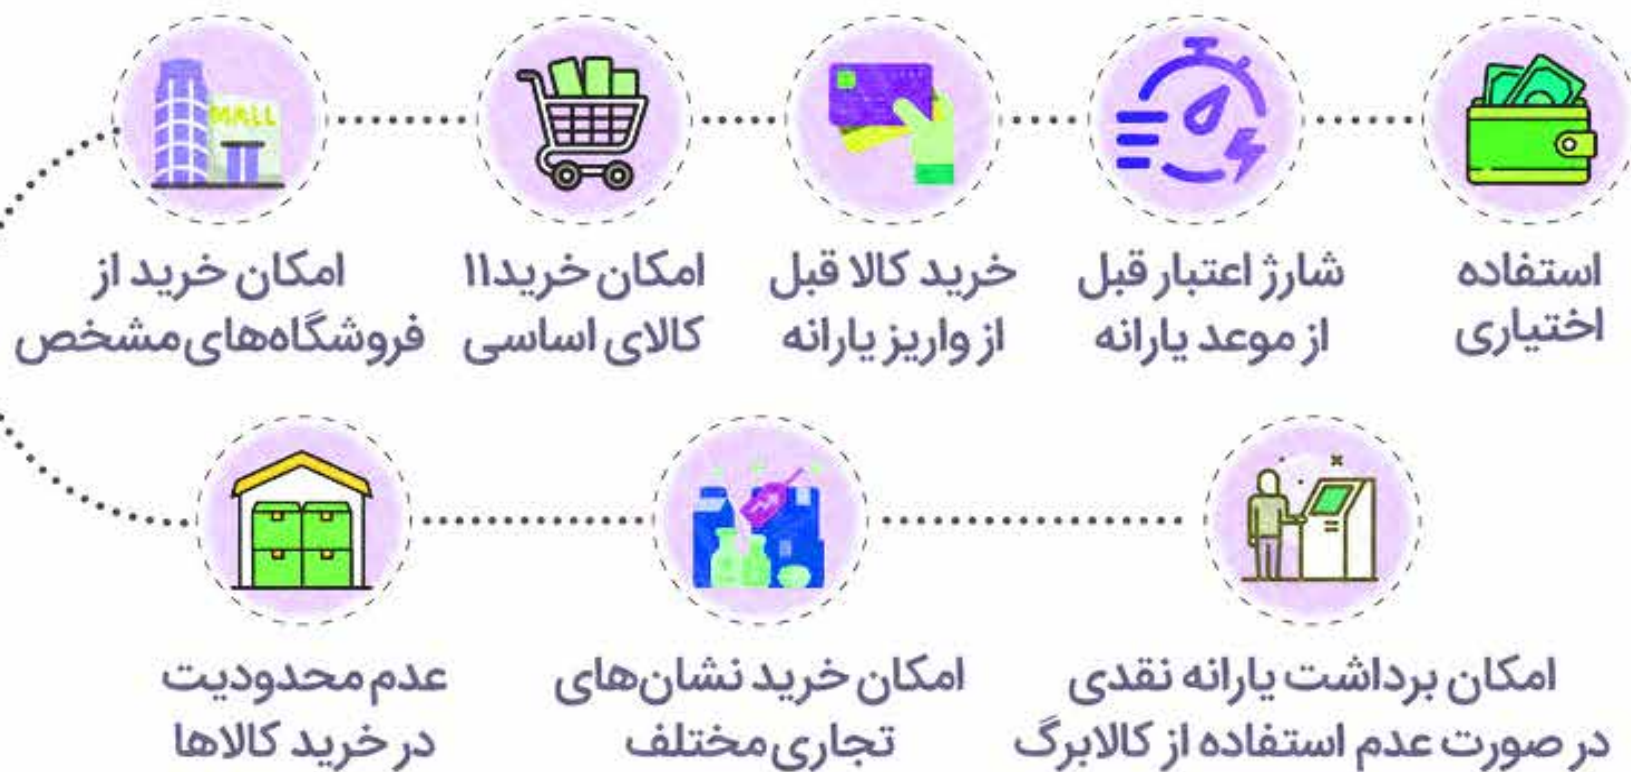 استفاده
اختیاری
شارژ اعتبار قبل
از موعد یارانه
خرید کالا قبل
از واریز یارانه
امکان خرید۱۱
کالای اساسی
MALL
امکان خرید از
فروشگاه‌های مشخص
عدم محدودیت
در خرید کالاها
امکان خرید نشان‌های
تجاری مختلف
امکان برداشت یارانه نقدی
در صورت عدم استفاده از کالابرگ